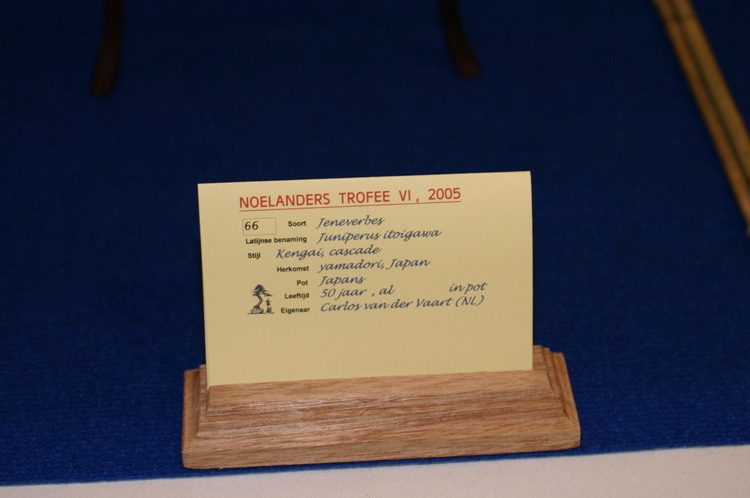 NOELANDERS TROFEE VI, 2005
66 Soort Jeneverbes
Latijnse benaming Juniperus itoigawa
Stijl Kengai, cascade
Herkomst yamadori, Japan
Pot Japans
Leeftijd 50 jaar , al in pot
Eigenaar Carlos van der Vaart (NL)